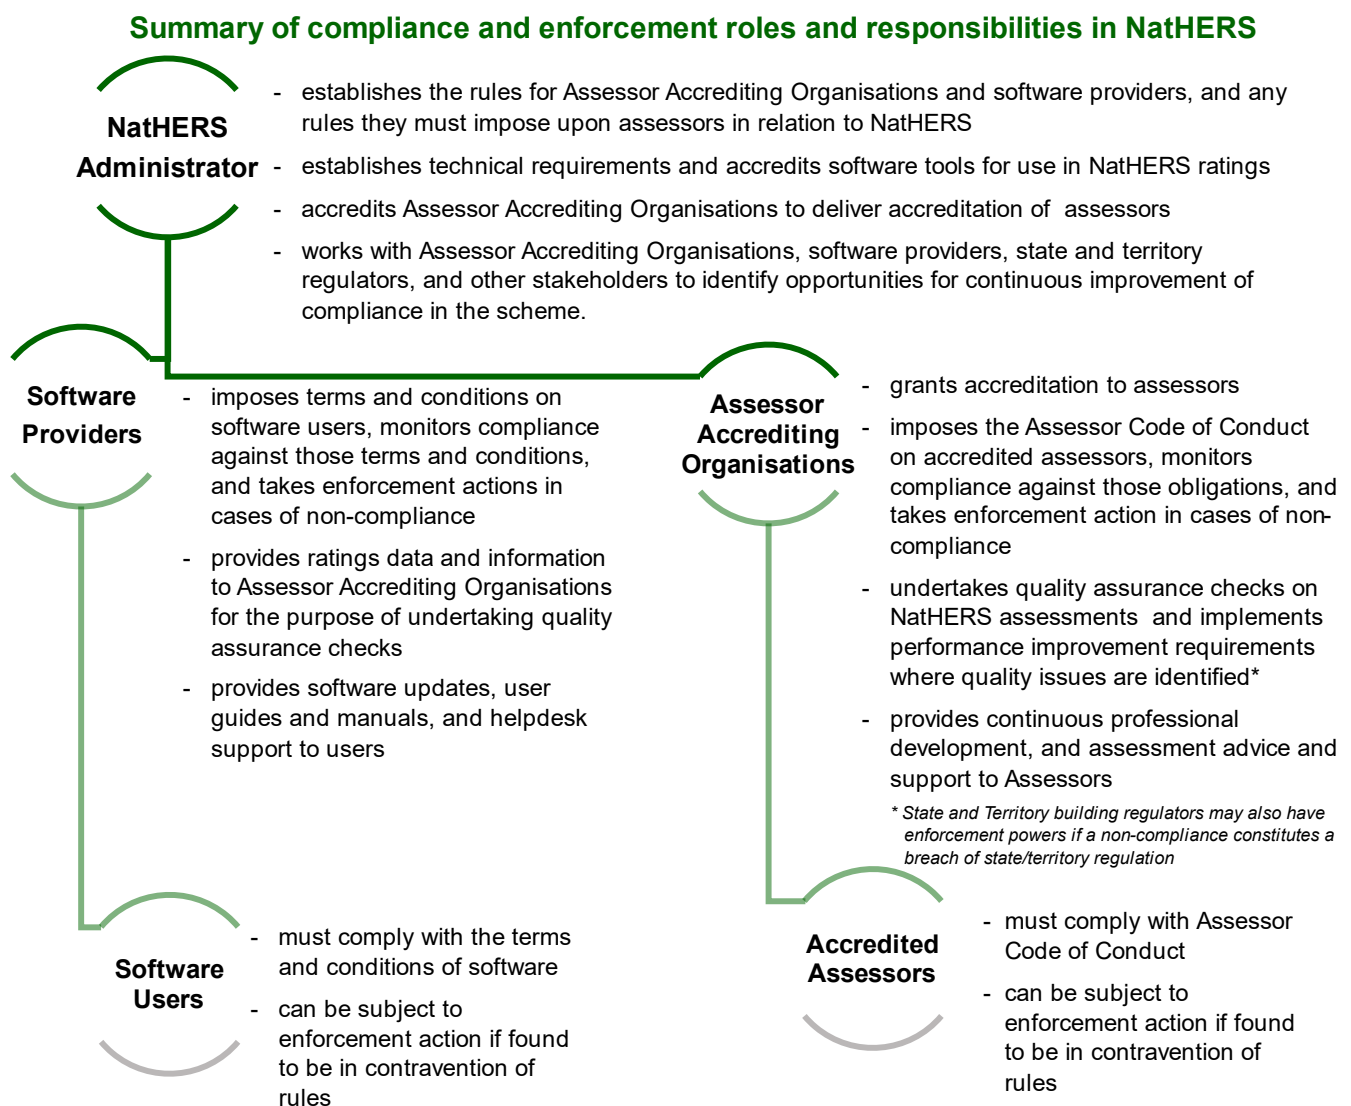 Summary of compliance and enforcement roles and responsibilities in NatHERS
NatHERS
Administrator
- establishes the rules for Assessor Accrediting Organisations and software providers, and any
rules they must impose upon assessors in relation to NatHERS
- establishes technical requirements and accredits software tools for use in NatHERS ratings
- accredits Assessor Accrediting Organisations to deliver accreditation of assessors
- works with Assessor Accrediting Organisations, software providers, state and territory
regulators, and other stakeholders to identify opportunities for continuous improvement of
compliance in the scheme.
Software
Providers
- imposes terms and conditions on
software users, monitors compliance
against those terms and conditions,
and takes enforcement actions in
cases of non-compliance
- provides ratings data and information
to Assessor Accrediting Organisations
for the purpose of undertaking quality
assurance checks
- provides software updates, user
guides and manuals, and helpdesk
support to users
Assessor
Accrediting
Organisations
- grants accreditation to assessors
- imposes the Assessor Code of Conduct
on accredited assessors, monitors
compliance against those obligations, and
takes enforcement action in cases of non-
compliance
- undertakes quality assurance checks on
NatHERS assessments and implements
performance improvement requirements
where quality issues are identified*
- provides continuous professional
development, and assessment advice and
support to Assessors
* State and Territory building regulators may also have
enforcement powers if a non-compliance constitutes a
breach of state/territory regulation
Software
Users
- must comply with the terms
and conditions of software
- can be subject to
enforcement action if found
to be in contravention of
rules
Accredited
Assessors
- must comply with Assessor
Code of Conduct
- can be subject to
enforcement action if found
to be in contravention of
rules